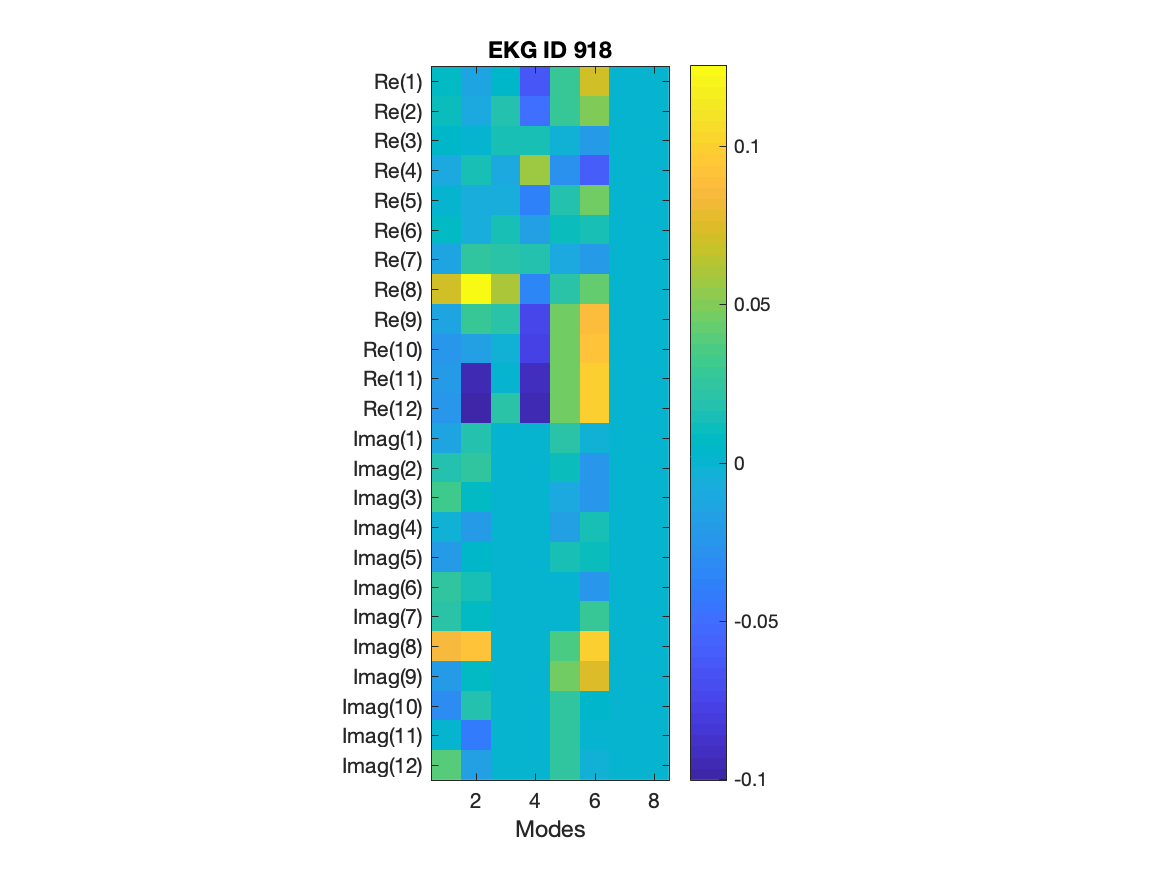 EKG ID 918
Re(1)
Re(2)
Re(3)
Re(4)
Re(5)
Re(6)
Re(7)
Re(8)
Re(9)
Re(10)
Re(11)
Re(12)
Imag(1)
Imag(2)
Imag(3)
Imag(4)
Imag(5)
Imag(6)
Imag(7)
Imag(8)
Imag(9)
Imag(10)
Imag(11)
Imag(12)
2 4 6 8
Modes
0.1
0.05
0
-0.05
-0.1